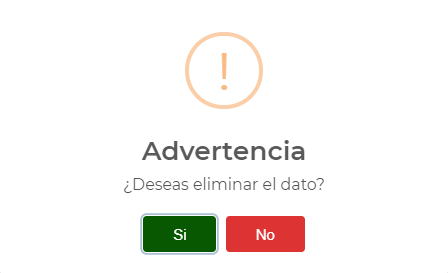 !
Advertencia
¿Deseas eliminar el dato?
Si
No